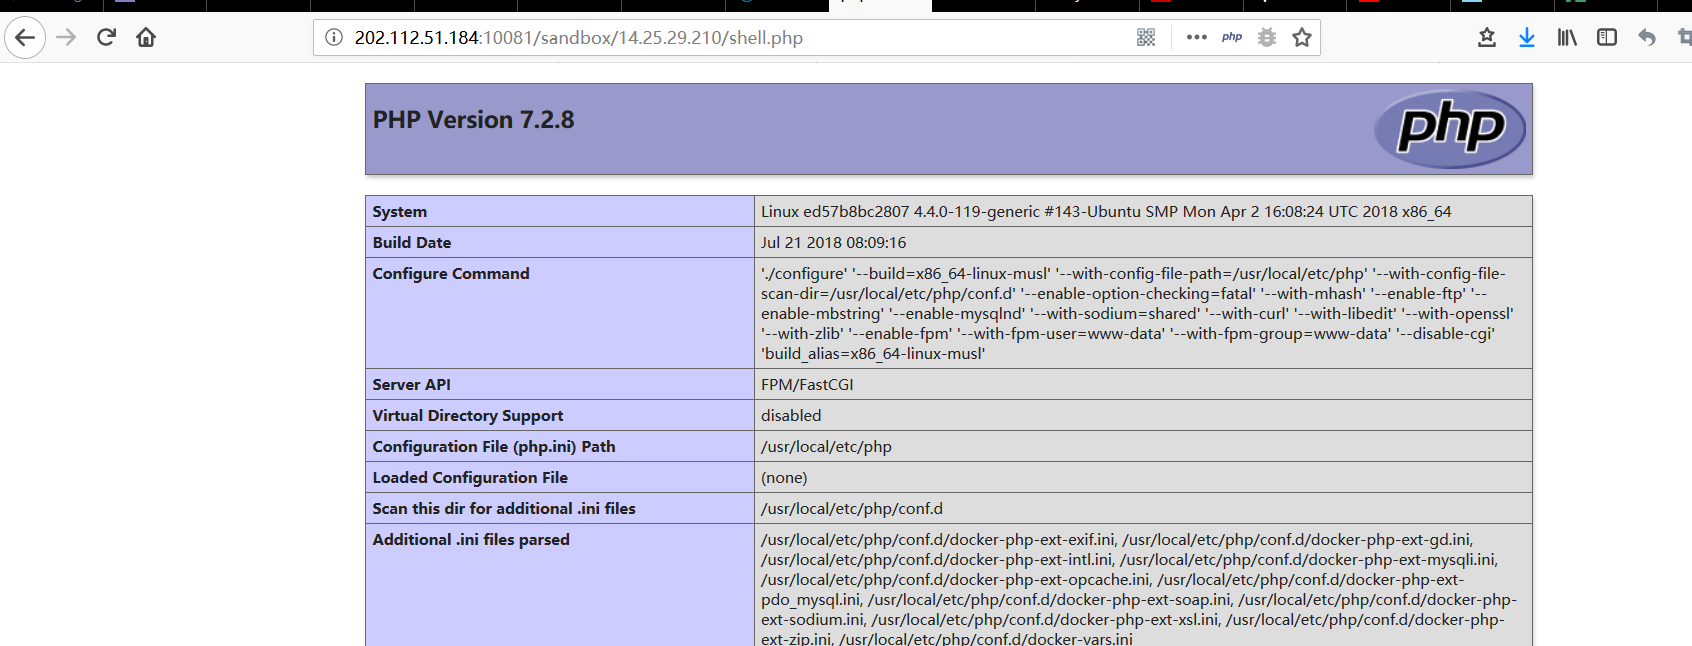 202.112.51.184:10081/sandbox/14.25.29.210/shell.php
php
PHP Version 7.2.8
php
System
Linux ed57b8bc2807 4.4.0-119-generic #143-Ubuntu SMP Mon Apr 2 16:08:24 UTC 2018 x86_64
Build Date
Jul 21 2018 08:09:16
Configure Command
'./configure' '--build=x86_64-linux-musl' '--with-config-file-path=/usr/local/etc/php' '--with-config-file-
scan-dir=/usr/local/etc/php/conf.d' '--enable-option-checking=fatal' '--with-mhash' '--enable-ftp' '--
enable-mbstring' '--enable-mysqlnd' '--with-sodium=shared' '--with-curl' '--with-libedit' '--with-openssl'
'--with-zlib' '--enable-fpm' '--with-fpm-user=www-data' '--with-fpm-group=www-data' '--disable-cgi'
'build_alias=x86_64-linux-musl'
Server API
FPM/FastCGI
Virtual Directory Support
disabled
Configuration File (php.ini) Path
/usr/local/etc/php
Loaded Configuration File
(none)
Scan this dir for additional .ini files
/usr/local/etc/php/conf.d
Additional .ini files parsed
/usr/local/etc/php/conf.d/docker-php-ext-exif.ini, /usr/local/etc/php/conf.d/docker-php-ext-gd.ini,
/usr/local/etc/php/conf.d/docker-php-ext-intl.ini, /usr/local/etc/php/conf.d/docker-php-ext-mysqli.ini,
/usr/local/etc/php/conf.d/docker-php-ext-opcache.ini, /usr/local/etc/php/conf.d/docker-php-ext-
pdo_mysql.ini, /usr/local/etc/php/conf.d/docker-php-ext-soap.ini, /usr/local/etc/php/conf.d/docker-php-
ext-sodium.ini, /usr/local/etc/php/conf.d/docker-php-ext-xsl.ini, /usr/local/etc/php/conf.d/docker-php-
ext-zip.ini, /usr/local/etc/php/conf.d/docker-vars.ini